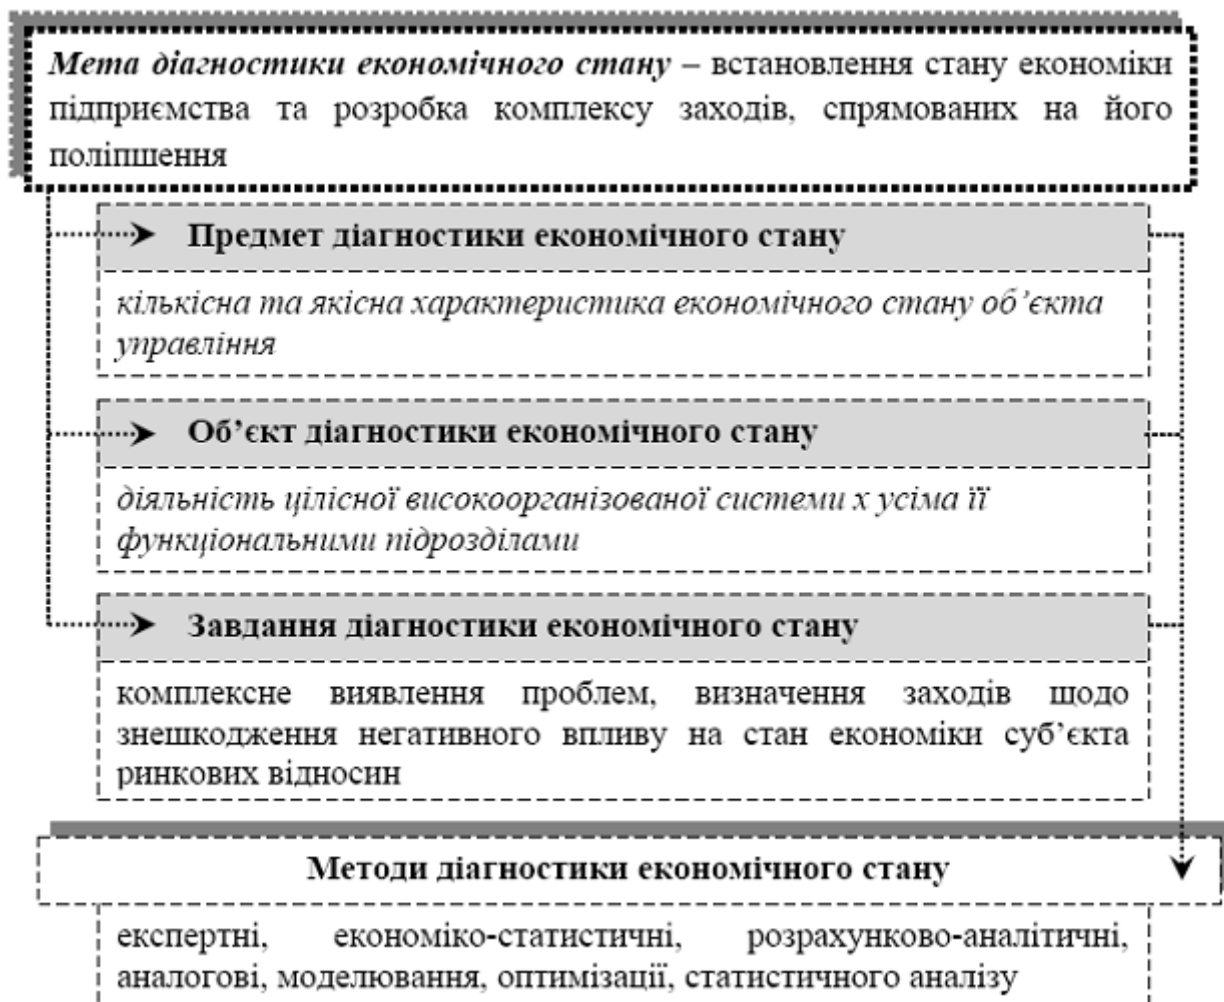 Мета діагностики економічного стану – встановлення стану економіки
підприємства та розробка комплексу заходів, спрямованих на його
поліпшення
Предмет діагностики економічного стану
кількісна та якісна характеристика економічного стану об’єкта
управління
Об’єкт діагностики економічного стану
діяльність цілісної високоорганізованої системи х усіма її
функціональними підрозділами
Завдання діагностики економічного стану
комплексне виявлення проблем, визначення заходів щодо
знешкодження негативного впливу на стан економіки суб’єкта
ринкових відносин
Методи діагностики економічного стану
експертні, економіко-статистичні, розрахунково-аналітичні,
аналогові, моделювання, оптимізації, статистичного аналізу